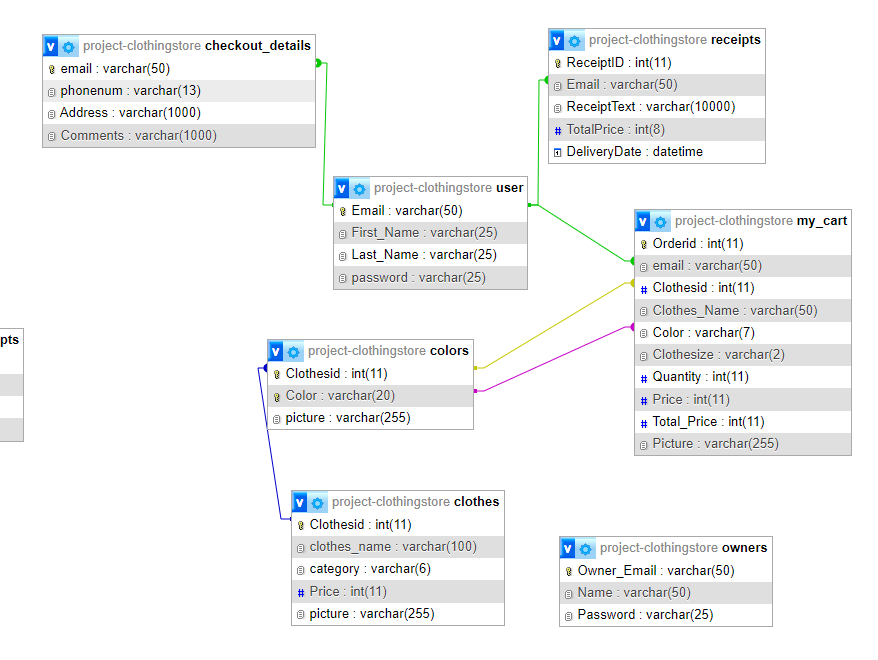 project-clothingstore checkout_details
email : varchar(50)
phonenum : varchar(13)
Address : varchar(1000)
Comments : varchar(1000)
project-clothingstore receipts
ReceiptID : int(11)
Email : varchar(50)
ReceiptText : varchar(10000)
TotalPrice : int(8)
DeliveryDate : datetime
project-clothingstore user
Email : varchar(50)
First_Name : varchar(25)
Last_Name : varchar(25)
password : varchar(25)
project-clothingstore my_cart
Orderid : int(11)
email : varchar(50)
Clothesid : int(11)
Clothes_Name : varchar(50)
Color : varchar(7)
Clothesize : varchar(2)
Quantity : int(11)
Price : int(11)
Total_Price : int(11)
Picture : varchar(255)
pts
project-clothingstore colors
Clothesid : int(11)
Color : varchar(20)
picture : varchar(255)
project-clothingstore clothes
Clothesid : int(11)
clothes_name : varchar(100)
category : varchar(6)
Price : int(11)
picture : varchar(255)
project-clothingstore owners
Owner_Email : varchar(50)
Name : varchar(50)
Password : varchar(25)